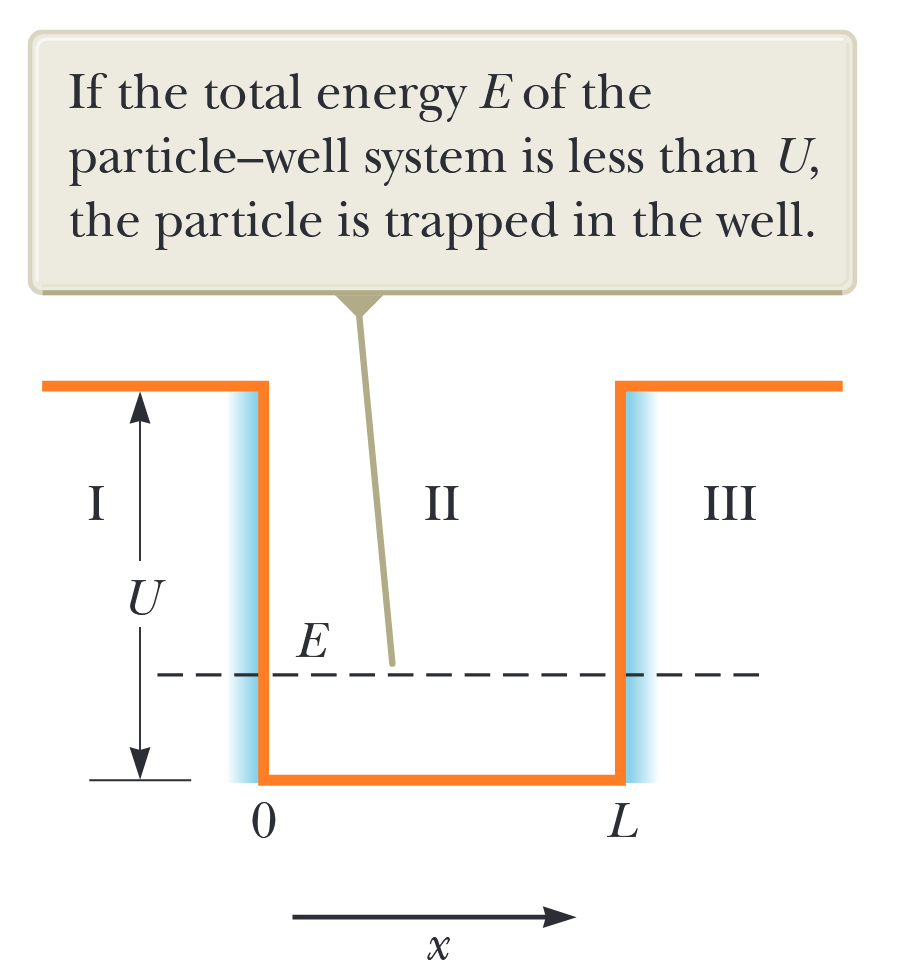 If the total energy E of the
particle–well system is less than U,
the particle is trapped in the well.
I
II
III
U
E
0
L
x